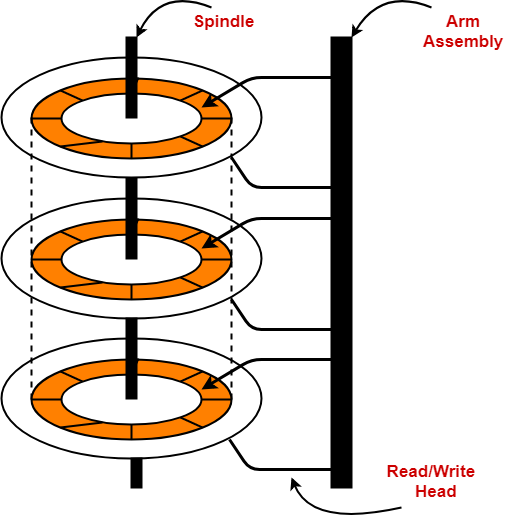 Spindle
Arm
Assembly
Read/Write
Head